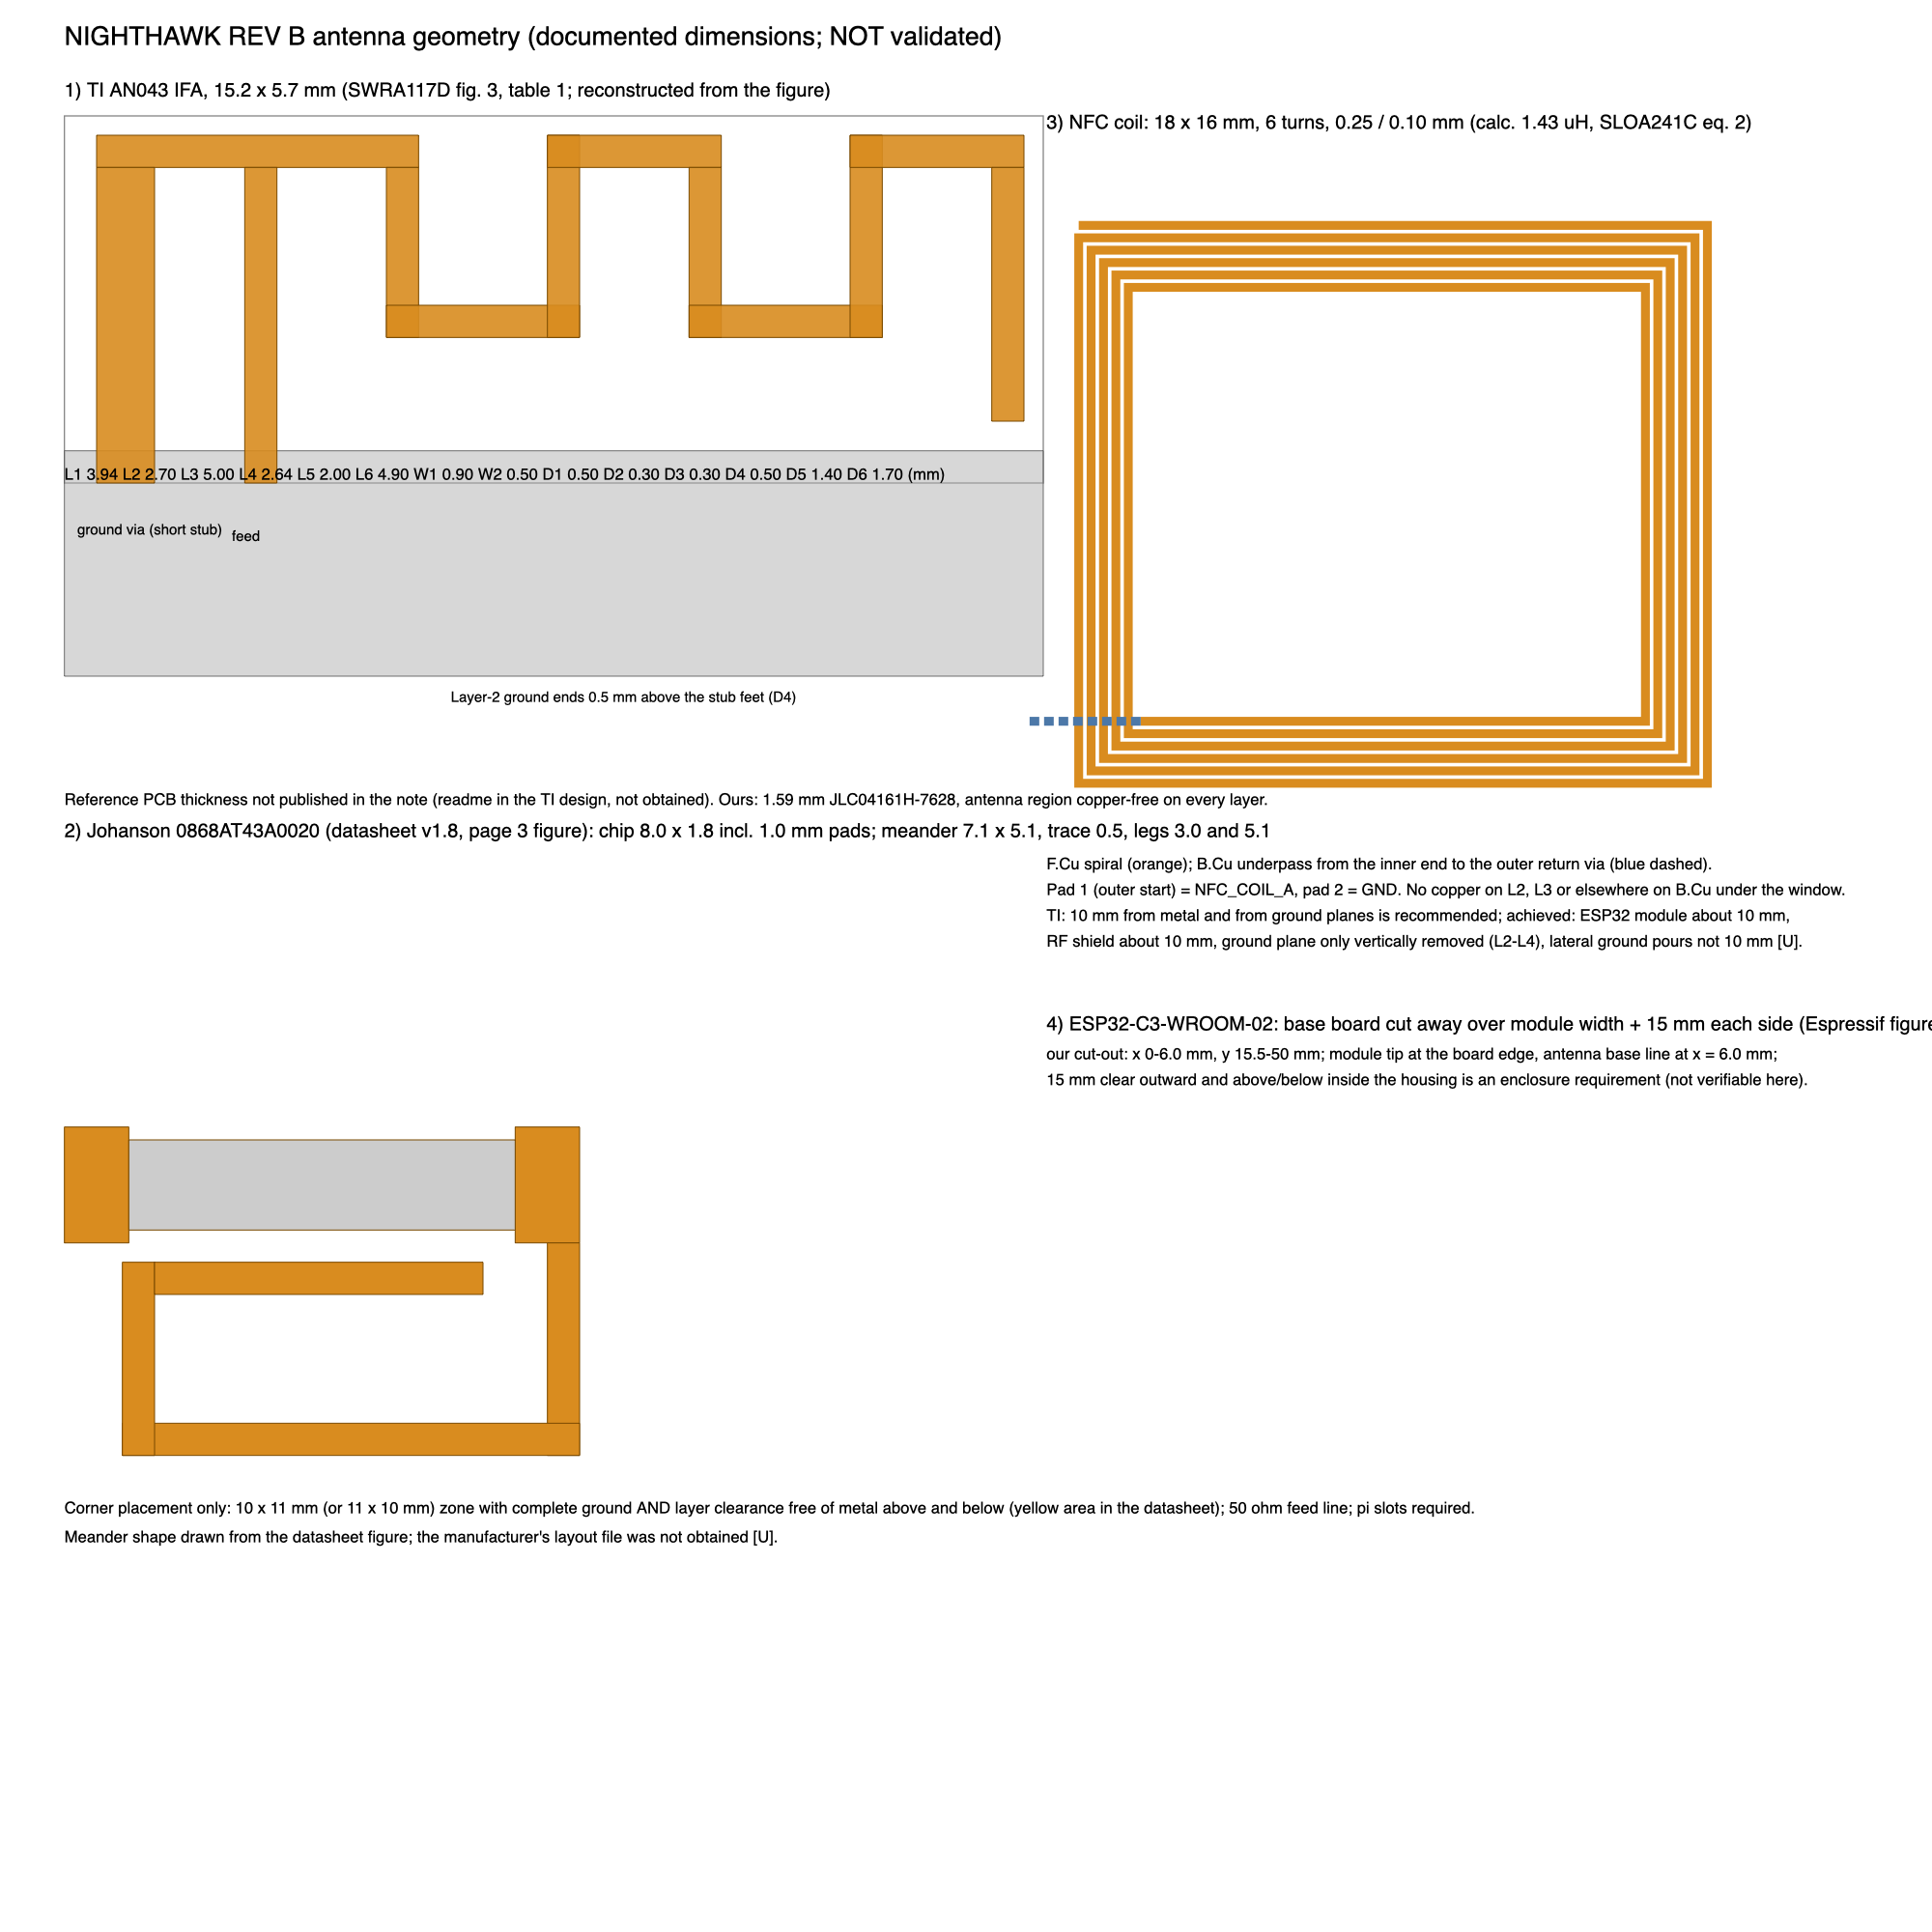 NIGHTHAWK REV B antenna geometry (documented dimensions; NOT validated)
1) TI AN043 IFA, 15.2 x 5.7 mm (SWRA117D fig. 3, table 1; reconstructed from the figure)
L1 3.94 L2 2.70 L3 5.00 L4 2.64 L5 2.00 L6 4.90 W1 0.90 W2 0.50 D1 0.50 D2 0.30 D3 0.30 D4 0.50 D5 1.40 D6 1.70 (mm)
ground via (short stub)
feed
Layer-2 ground ends 0.5 mm above the stub feet (D4)
Reference PCB thickness not published in the note (readme in the TI design, not obtained). Ours: 1.59 mm JLC04161H-7628, antenna region copper-free on every layer.
2) Johanson 0868AT43A0020 (datasheet v1.8, page 3 figure): chip 8.0 x 1.8 incl. 1.0 mm pads; meander 7.1 x 5.1, trace 0.5, legs 3.0 and 5.1
Corner placement only: 10 x 11 mm (or 11 x 10 mm) zone with complete ground AND layer clearance free of metal above and below (yellow area in the datasheet); 50 ohm feed line; pi slots required.
Meander shape drawn from the datasheet figure; the manufacturer's layout file was not obtained [U].
3) NFC coil: 18 x 16 mm, 6 turns, 0.25 / 0.10 mm (calc. 1.43 uH, SLOA241C eq. 2)
F.Cu spiral (orange); B.Cu underpass from the inner end to the outer return via (blue dashed).
Pad 1 (outer start) = NFC_COIL_A, pad 2 = GND. No copper on L2, L3 or elsewhere on B.Cu under the window.
TI: 10 mm from metal and from ground planes is recommended; achieved: ESP32 module about 10 mm,
RF shield about 10 mm, ground plane only vertically removed (L2-L4), lateral ground pours not 10 mm [U].
4) ESP32-C3-WROOM-02: base board cut away over module width + 15 mm each side (Espressif figure
our cut-out: x 0-6.0 mm, y 15.5-50 mm; module tip at the board edge, antenna base line at x = 6.0 mm;
15 mm clear outward and above/below inside the housing is an enclosure requirement (not verifiable here).